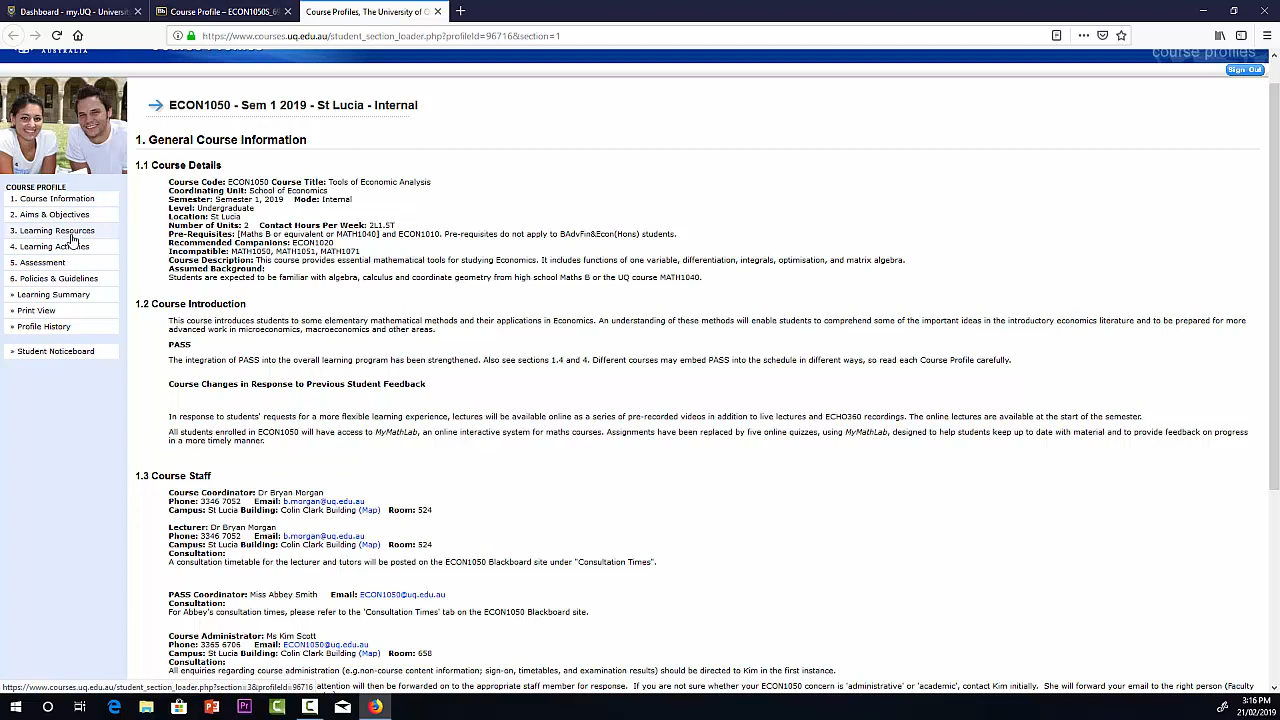 Dashboard - my.UQ - Universi
Course Profile – ECON1050S_6
Course Profiles, The University of
https://www.courses.uq.edu.au/student_section_loader.php?profileId=96716&section=1
AUSTRALIA
course profiles
Sign Out
ECON1050 - Sem 1 2019 - St Lucia - Internal
1. General Course Information
1.1 Course Details
COURSE PROFILE
1. Course Information
2. Aims & Objectives
3. Learning Resources
4. Learning Activities
5. Assessment
6. Policies & Guidelines
» Learning Summary
» Print View
» Profile History
» Student Noticeboard
Course Code: ECON1050 Course Title: Tools of Economic Analysis
Coordinating Unit: School of Economics
Semester: Semester 1, 2019 Mode: Internal
Level: Undergraduate
Location: St Lucia
Number of Units: 2 Contact Hours Per Week: 2L1.5T
Pre-Requisites: [Maths B or equivalent or MATH1040] and ECON1010. Pre-requisites do not apply to BAdvFin&Econ(Hons) students.
Recommended Companions: ECON1020
Incompatible: MATH1050, MATH1051, MATH1071
Course Description: This course provides essential mathematical tools for studying Economics. It includes functions of one variable, differentiation, integrals, optimisation, and matrix algebra.
Assumed Background:
Students are expected to be familiar with algebra, calculus and coordinate geometry from high school Maths B or the UQ course MATH1040.
1.2 Course Introduction
This course introduces students to some elementary mathematical methods and their applications in Economics. An understanding of these methods will enable students to comprehend some of the important ideas in the introductory economics literature and to be prepared for more
advanced work in microeconomics, macroeconomics and other areas.
PASS
The integration of PASS into the overall learning program has been strengthened. Also see sections 1.4 and 4. Different courses may embed PASS into the schedule in different ways, so read each Course Profile carefully.
Course Changes in Response to Previous Student Feedback
In response to students' requests for a more flexible learning experience, lectures will be available online as a series of pre-recorded videos in addition to live lectures and ECHO360 recordings. The online lectures are available at the start of the semester.
All students enrolled in ECON1050 will have access to MyMathLab, an online interactive system for maths courses. Assignments have been replaced by five online quizzes, using MyMathLab, designed to help students keep up to date with material and to provide feedback on progress
in a more timely manner.
1.3 Course Staff
Course Coordinator: Dr Bryan Morgan
Phone: 3346 7052 Email: b.morgan@uq.edu.au
Campus: St Lucia Building: Colin Clark Building (Map) Room: 524
Lecturer: Dr Bryan Morgan
Phone: 3346 7052 Email: b.morgan@uq.edu.au
Campus: St Lucia Building: Colin Clark Building (Map) Room: 524
Consultation:
A consultation timetable for the lecturer and tutors will be posted on the ECON1050 Blackboard site under "Consultation Times".
PASS Coordinator: Miss Abbey Smith Email: ECON1050@uq.edu.au
Consultation:
For Abbey's consultation times, please refer to the 'Consultation Times' tab on the ECON1050 Blackboard site.
Course Administrator: Ms Kim Scott
Phone: 3365 6706 Email: ECON1050@uq.edu.au
Campus: St Lucia Building: Colin Clark Building (Map) Room: 658
Consultation:
All enquiries regarding course administration (e.g.non-course content information; sign-on, timetables, and examination results) should be directed to Kim in the first instance.
https://www.courses.uq.edu.au/student_section_loader.php?section=3&profileId=96716
attention will then be forwarded on to the appropriate staff member for response. If you are not sure whether your ECON1050 concern is 'administrative' or 'academic', contact Kim initially. She will forward your email to the right person (Faculty
3:16 PM
21/02/2019